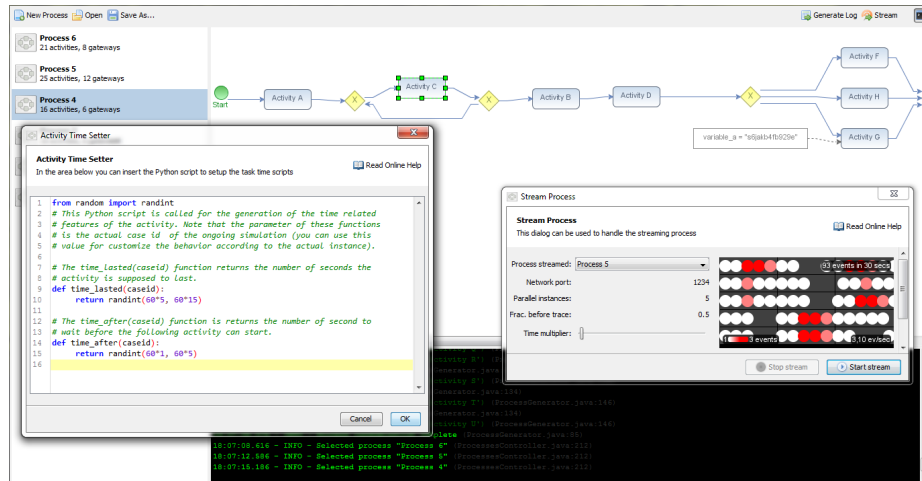 New Process Open Save As...
Generate Log Stream
Process 6
21 activities, 8 gateways
Process 5
25 activities, 12 gateways
Process 4
16 activities, 6 gateways
Start
Activity A
X
Activity C
X
Activity B
Activity D
X
Activity F
Activity H
Activity G
variable_a = "s6jakb4fb929e"
Activity Time Setter
Activity Time Setter
In the area below you can insert the Python script to setup the task time scripts
Read Online Help
1 from random import randint
2 # This Python script is called for the generation of the time related
3 # features of the activity. Note that the parameter of these functions
4 # is the actual case id  of the ongoing simulation (you can use this
5 # value for customize the behavior according to the actual instance).
6
7 # The time_lasted(caseid) function returns the number of seconds the
8 # activity is supposed to last.
9 def time_lasted(caseid):
10     return randint(60*5, 60*15)
11
12 # The time_after(caseid) function is returns the number of second to
13 # wait before the following activity can start.
14 def time_after(caseid):
15     return randint(60*1, 60*5)
16
Cancel OK
Stream Process
Stream Process
This dialog can be used to handle the streaming process
Read Online Help
Process streamed: Process 5
Network port: 1234
Parallel instances: 5
Frac. before trace: 0.5
Time multiplier:
(93 events in 30 secs
3 events
3,10 ev/sec
Stop stream Start stream
(ProcessGenerator.java:146)
Generator.java:134)
(ProcessGenerator.java:146)
(ProcessGenerator.java:85)
18:07:08.616 - INFO - Selected process "Process 6" (ProcessesController.java:212)
18:07:12.586 - INFO - Selected process "Process 5" (ProcessesController.java:212)
18:07:15.186 - INFO - Selected process "Process 4" (ProcessesController.java:212)